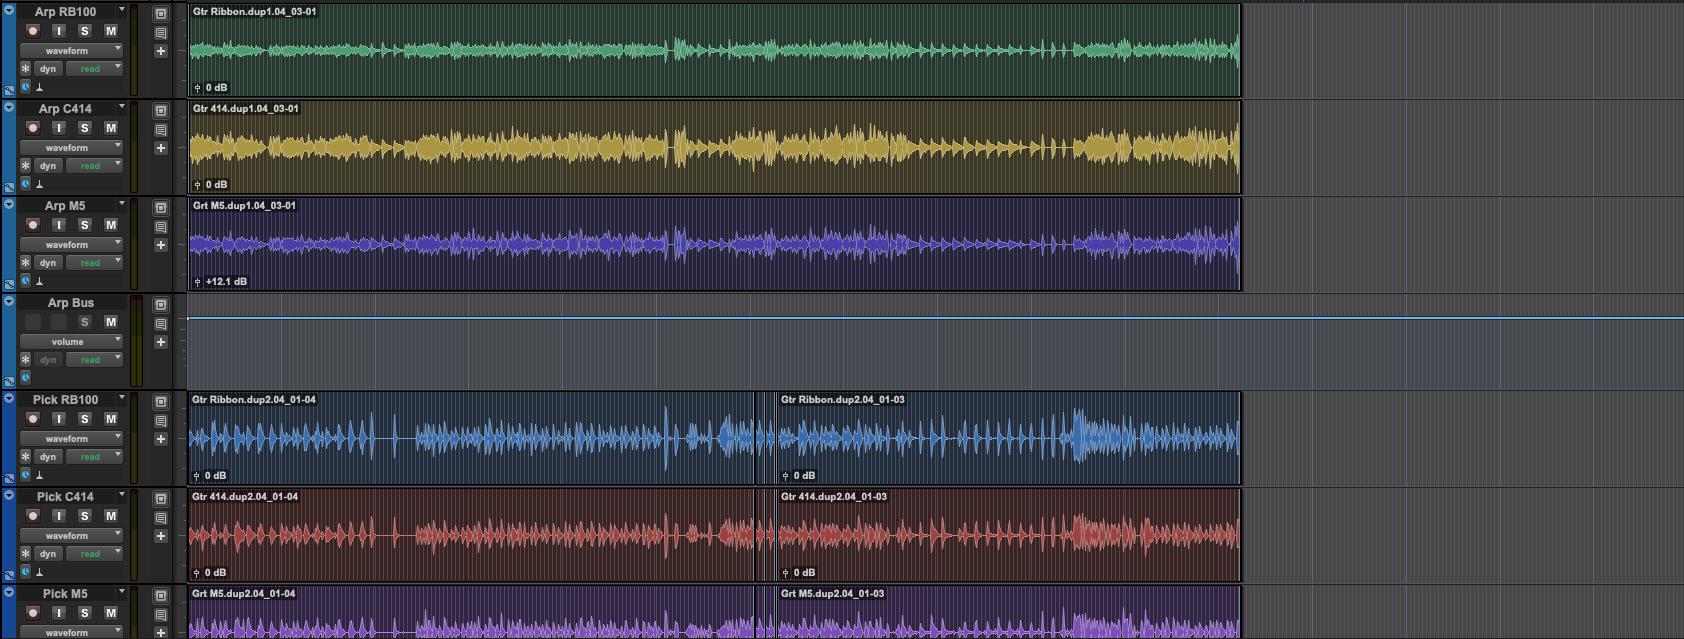 Arp RB100
Gtr Ribbon.dup1.04_03-01
I S M
waveform
dyn read
0 dB
Arp C414
Gtr 414.dup1.04_03-01
I S M
waveform
dyn read
0 dB
Arp M5
Grt M5.dup1.04_03-01
I S M
waveform
dyn read
+12.1 dB
Arp Bus
S M
volume
dyn read
Pick RB100
Gtr Ribbon.dup2.04_01-04
Gtr Ribbon.dup2.04_01-03
I S M
waveform
dyn read
0 dB
0 dB
Pick C414
Gtr 414.dup2.04_01-04
Gtr 414.dup2.04_01-03
I S M
waveform
dyn read
0 dB
0 dB
Pick M5
Grt M5.dup2.04_01-04
Grt M5.dup2.04_01-03
I S M
waveform